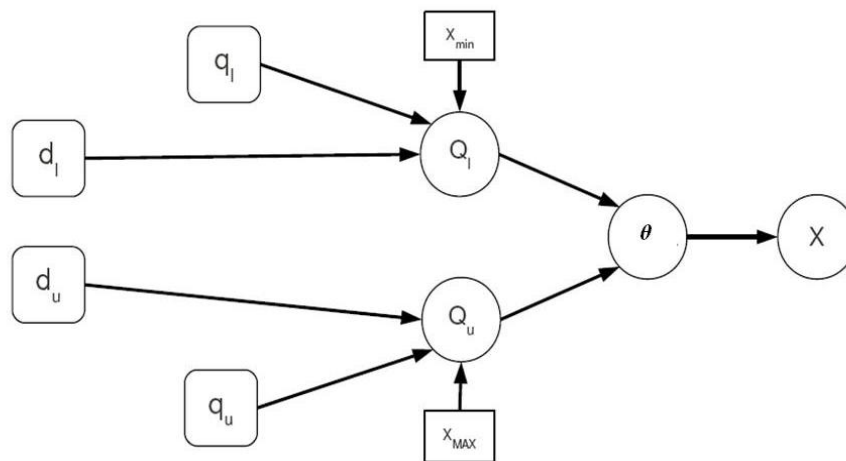 q_l
x_min
d_l
Q_l
θ
X
d_u
Q_u
q_u
x_MAX